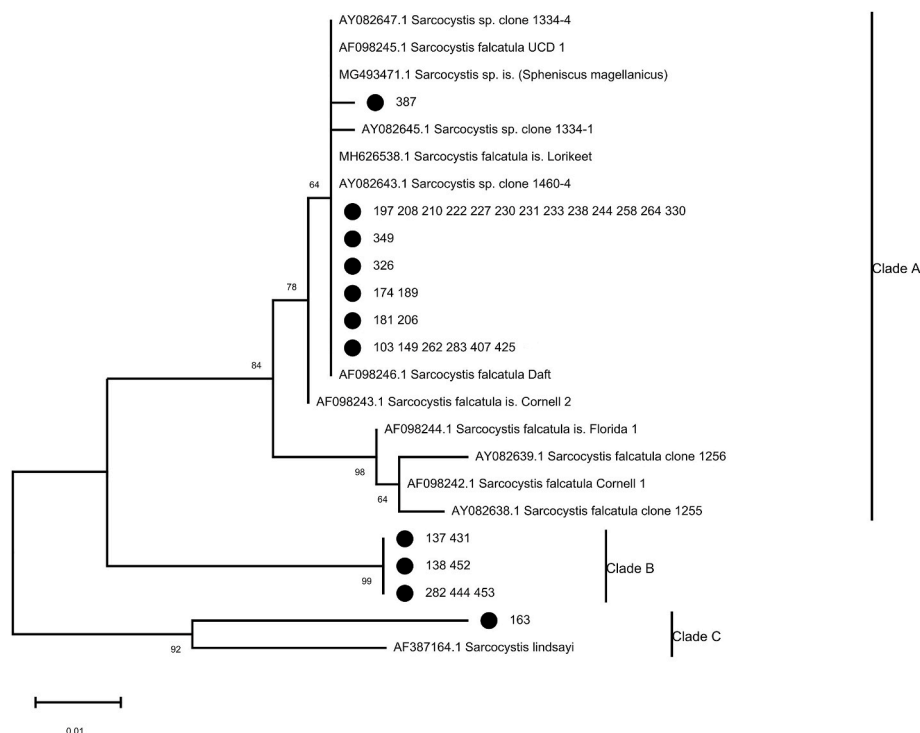 AY082647.1 Sarcocystis sp. clone 1334-4
AF098245.1 Sarcocystis falcatula UCD 1
MG493471.1 Sarcocystis sp. is. (Spheniscus magellanicus)
387
AY082645.1 Sarcocystis sp. clone 1334-1
MH626538.1 Sarcocystis falcatula is. Lorikeet
64
AY082643.1 Sarcocystis sp. clone 1460-4
197 208 210 222 227 230 231 233 238 244 258 264 330
349
326
Clade A
78
174 189
181 206
103 149 262 283 407 425
84
AF098246.1 Sarcocystis falcatula Daft
AF098243.1 Sarcocystis falcatula is. Cornell 2
AF098244.1 Sarcocystis falcatula is. Florida 1
AY082639.1 Sarcocystis falcatula clone 1256
98
AF098242.1 Sarcocystis falcatula Cornell 1
64
AY082638.1 Sarcocystis falcatula clone 1255
137 431
138 452
Clade B
99
282 444 453
163
Clade C
92
AF387164.1 Sarcocystis lindsayi
0.01